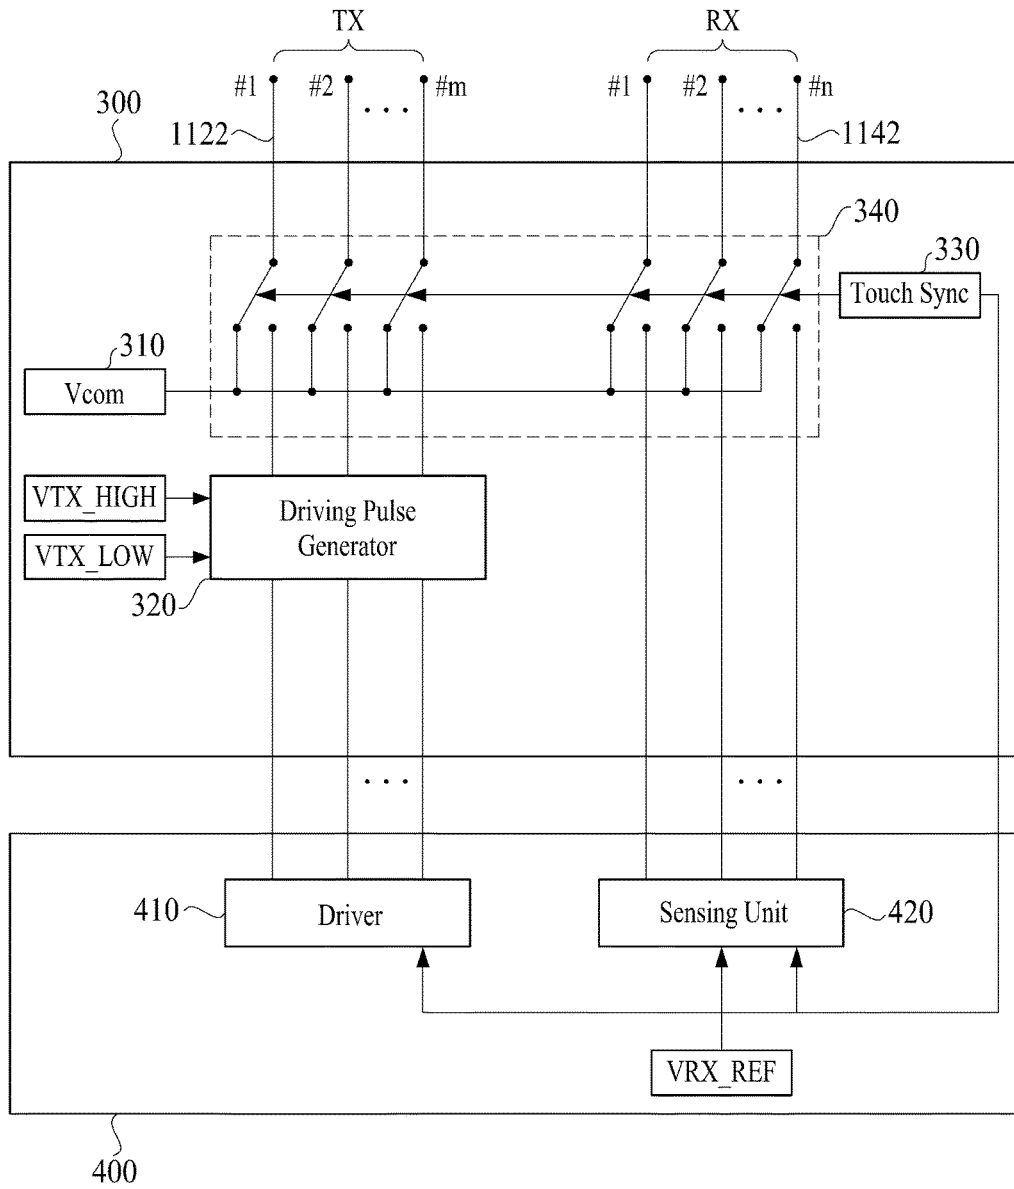 TX
RX
#1
#2
#m
#1
#2
#n
. . .
. . .
300
1122
1142
340
330
Touch Sync
310
Vcom
VTX_HIGH
VTX_LOW
Driving Pulse
Generator
320
. . .
. . .
410
Driver
Sensing Unit
420
VRX_REF
400